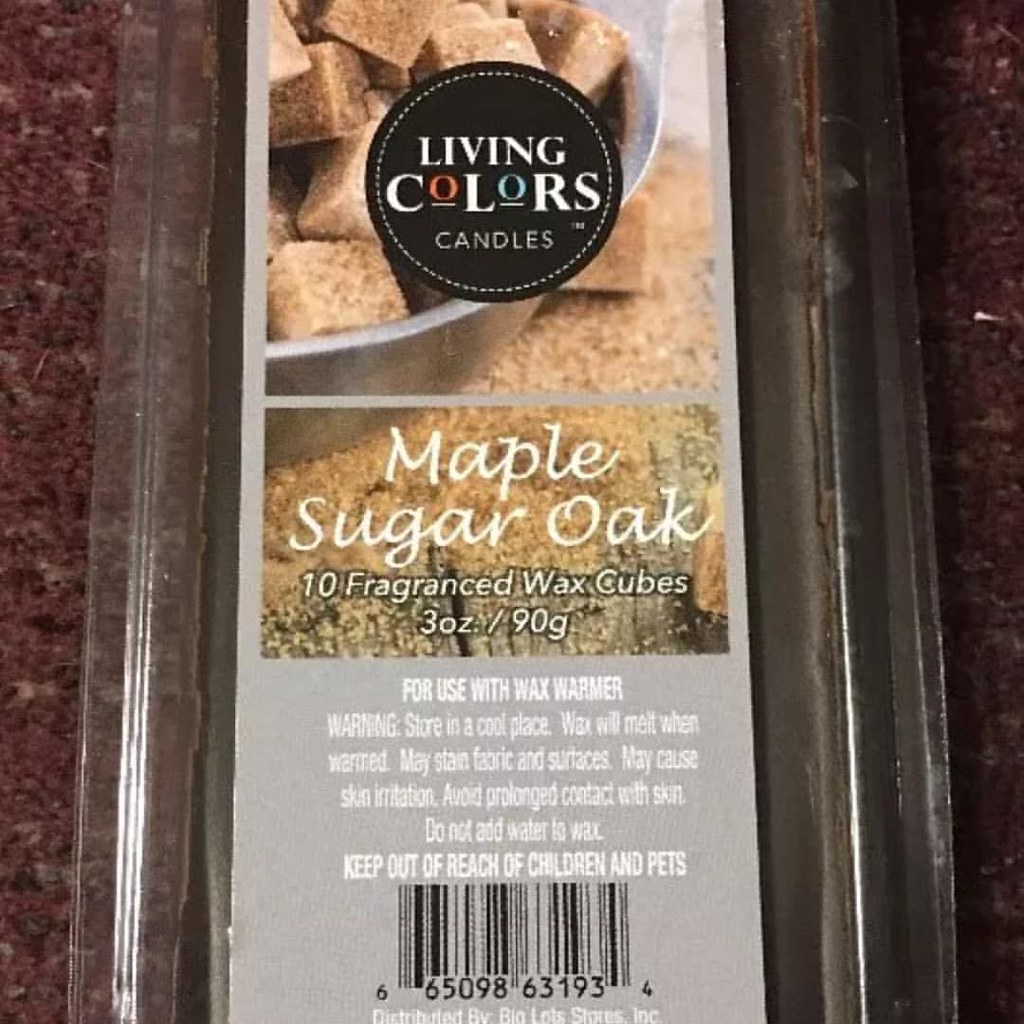 LIVING
COLORS
CANDLES ™
Maple
Sugar Oak
10 Fragranced Wax Cubes
3oz. / 90g
FOR USE WITH WAX WARMER
WARNING: Store in a cool place. Wax will melt when
warmed. May stain fabric and surfaces. May cause
skin irritation. Avoid prolonged contact with skin.
Do not add water to wax.
KEEP OUT OF REACH OF CHILDREN AND PETS
6 65098 63193 4
Distributed By: Big Lots Stores, Inc.